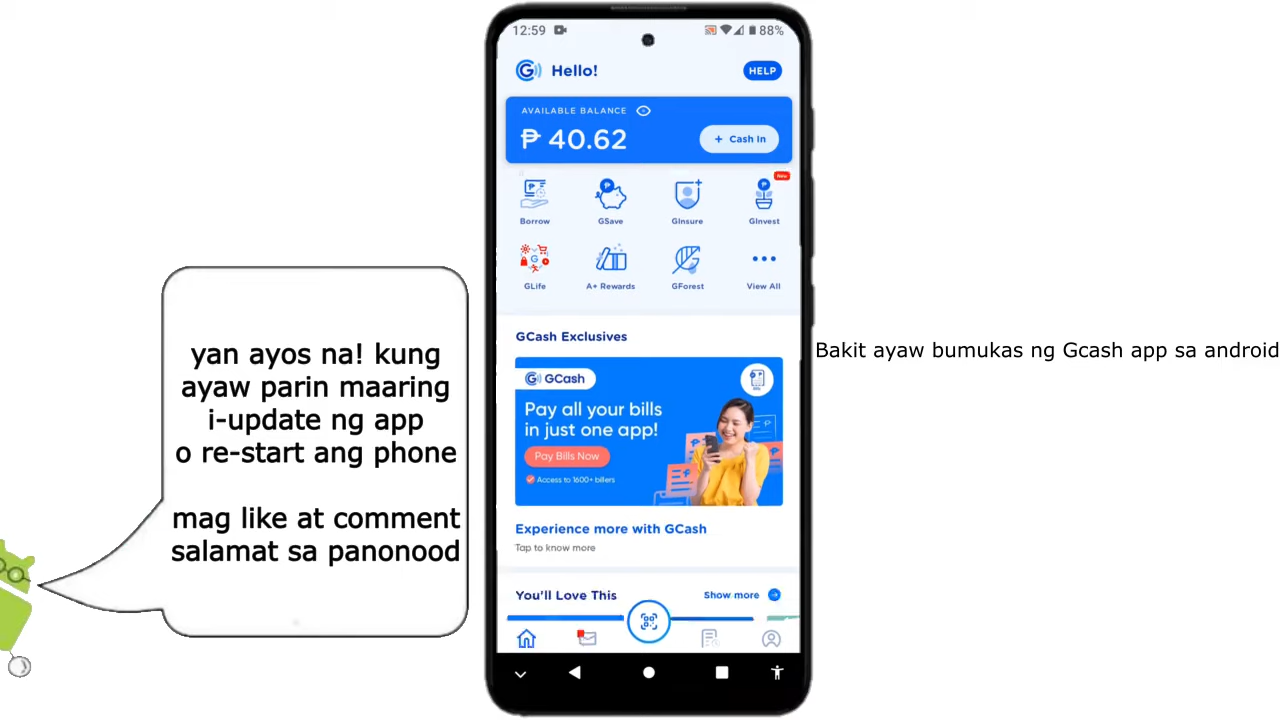 12:59
88%
Hello!
HELP
AVAILABLE BALANCE
₱ 40.62
+ Cash In
New
Borrow
GSave
GInsure
GInvest
GLife
A+ Rewards
GForest
View All
GCash Exclusives
GCash
Pay all your bills
in just one app!
Pay Bills Now
Access to 1600+ billers
Experience more with GCash
Tap to know more
You'll Love This
Show more
yan ayos na! kung
ayaw parin maaring
i-update ng app
o re-start ang phone
mag like at comment
salamat sa panonood
Bakit ayaw bumukas ng Gcash app sa android